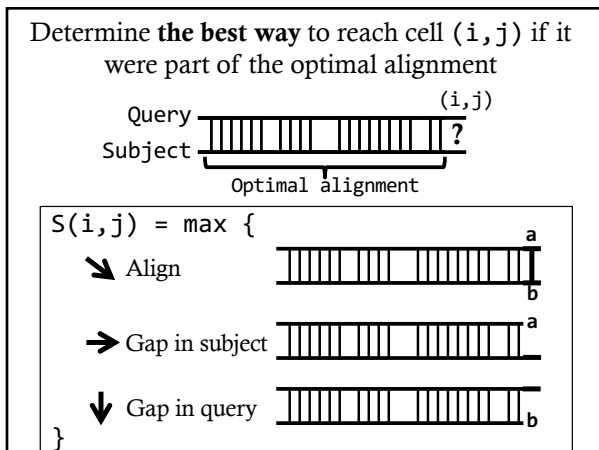 Determine the best way to reach cell (i,j) if it
were part of the optimal alignment
(i,j)
Query
?
Subject
Optimal alignment
S(i,j) = max {
a
Align
b
a
Gap in subject
Gap in query
b
}